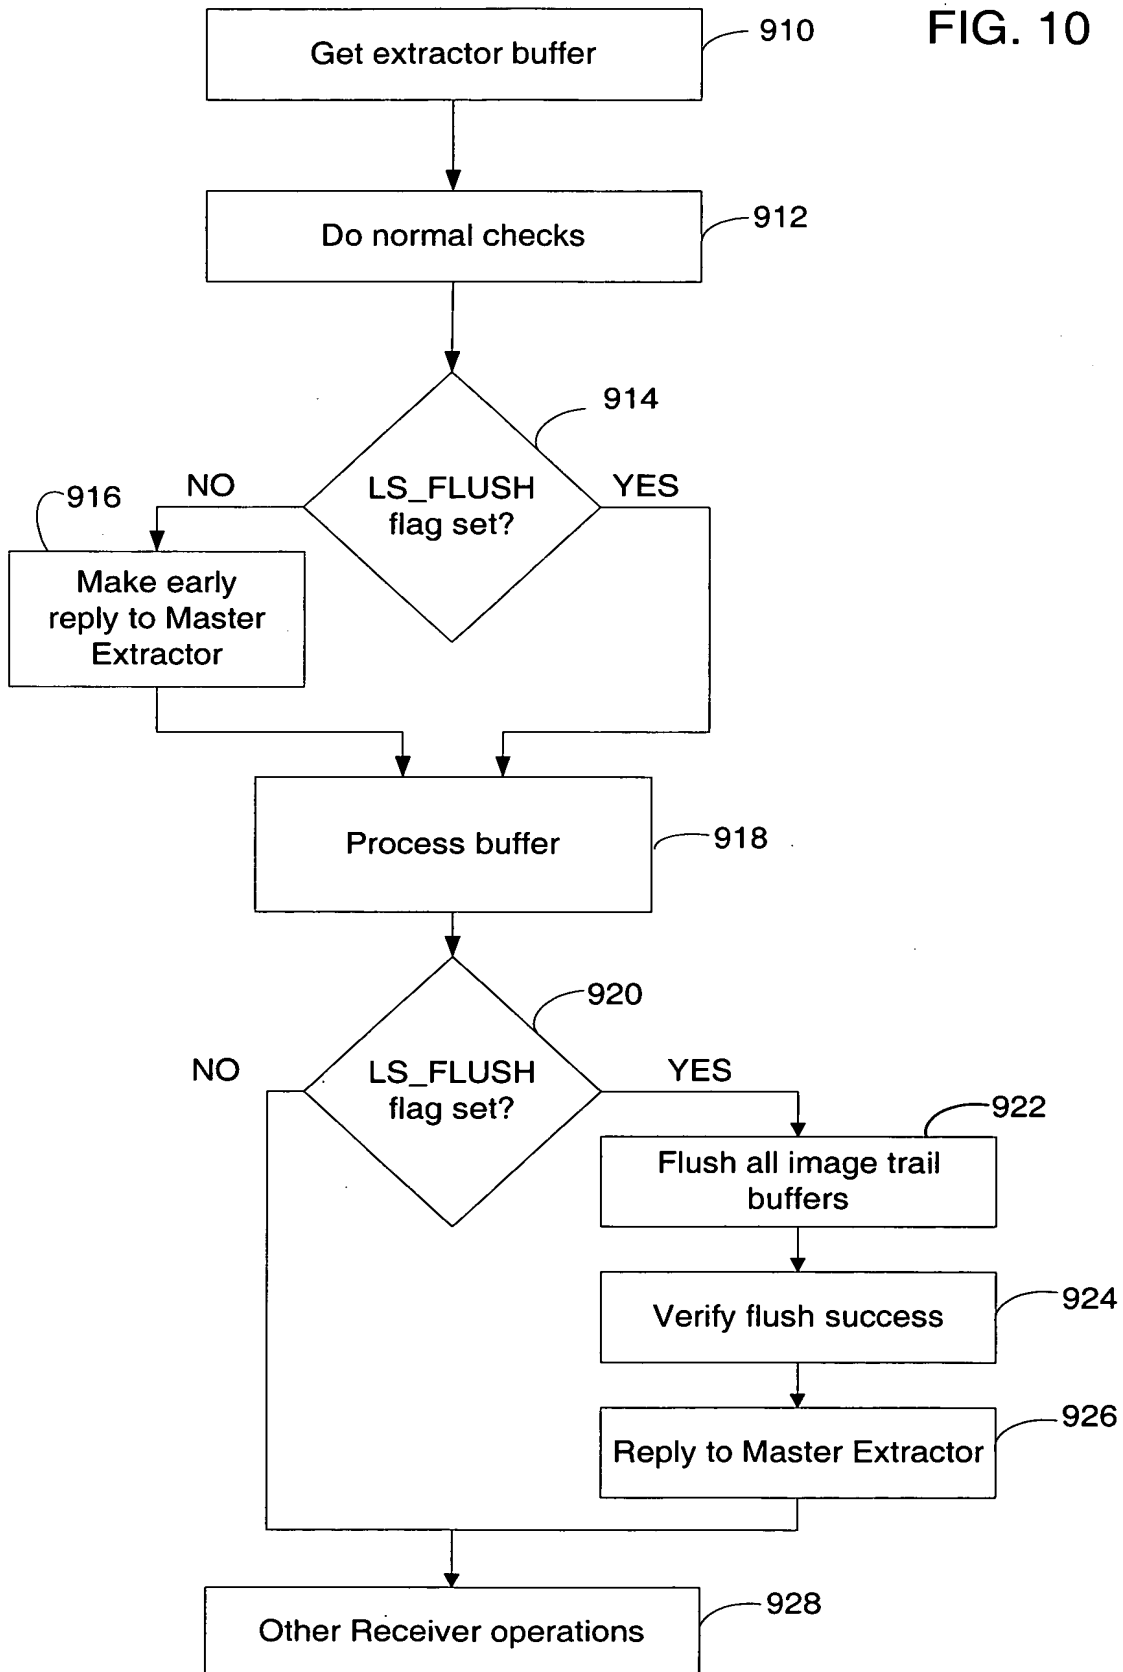 FIG. 10
Get extractor buffer
910
Do normal checks
912
914
LS_FLUSH
flag set?
NO
YES
916
Make early
reply to Master
Extractor
Process buffer
918
920
LS_FLUSH
flag set?
NO
YES
922
Flush all image trail
buffers
Verify flush success
924
Reply to Master Extractor
926
Other Receiver operations
928